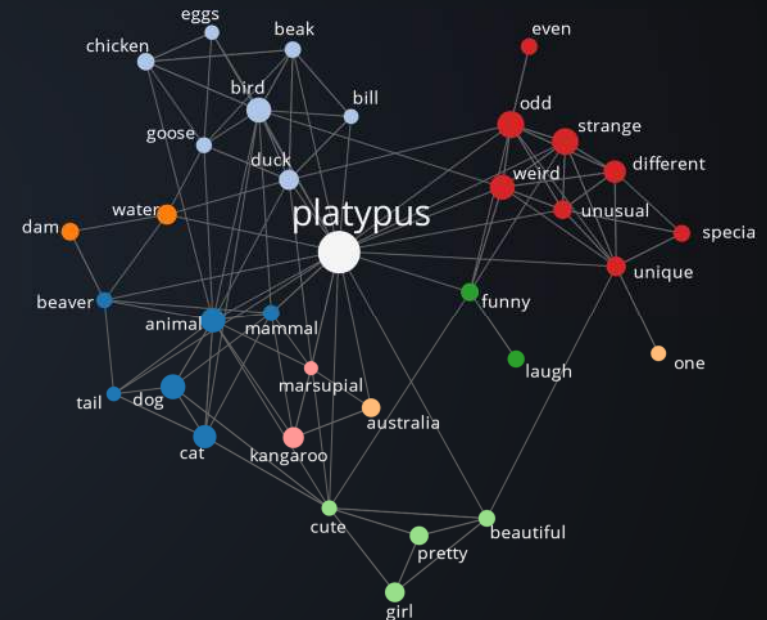 eggs
even
beak
chicken
bird
bill
odd
strange
goose
duck
weird
different
water
platypus
unusual
dam
specia
unique
beaver
animal
mammal
funny
marsupial
laugh
one
tail
dog
australia
cat
kangaroo
cute
beautiful
pretty
girl